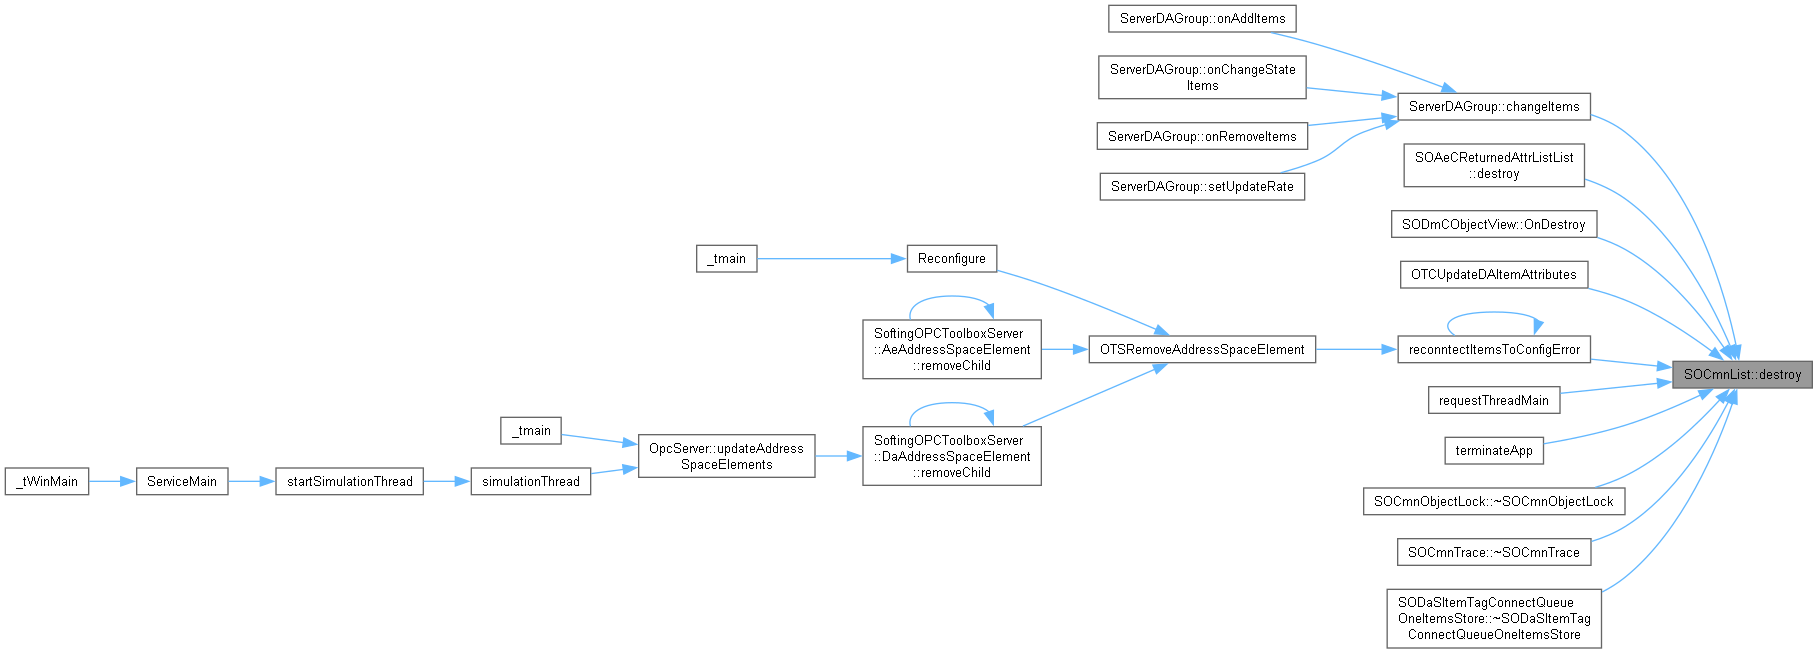 ServerDAGroup::onAddItems
ServerDAGroup::onChangeState
Items
ServerDAGroup::changeItems
ServerDAGroup::onRemoveItems
SOAeCReturnedAttrListList
::destroy
ServerDAGroup::setUpdateRate
SODmCObjectView::OnDestroy
_tmain
Reconfigure
OTCUpdateDAItemAttributes
SoftingOPCToolboxServer
::AeAddressSpaceElement
::removeChild
OTSRemoveAddressSpaceElement
reconntectItemsToConfigError
SOCmnList::destroy
requestThreadMain
_tmain
OpcServer::updateAddress
SpaceElements
SoftingOPCToolboxServer
::DaAddressSpaceElement
::removeChild
terminateApp
_tWinMain
ServiceMain
startSimulationThread
simulationThread
SOCmnObjectLock::~SOCmnObjectLock
SOCmnTrace::~SOCmnTrace
SODaSItemTagConnectQueue
OneItemsStore::~SODaSItemTag
ConnectQueueOneItemsStore